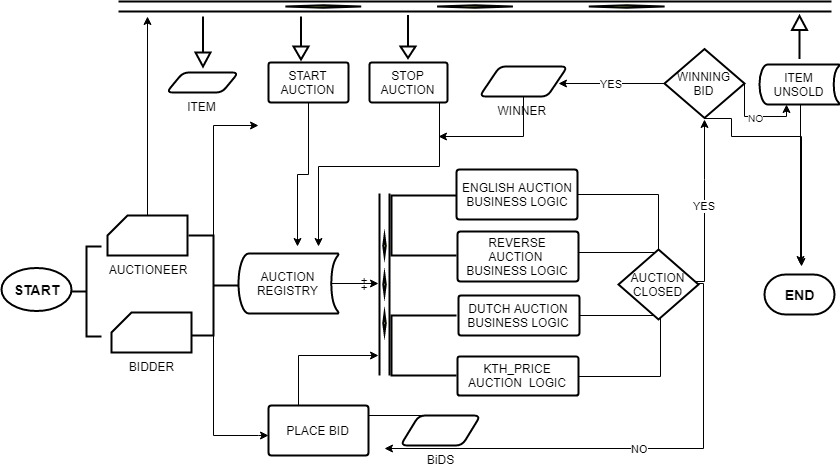 START
AUCTION
STOP
AUCTION
ITEM
WINNER
YES
WINNING
BID
NO
ITEM
UNSOLD
ENGLISH AUCTION
BUSINESS LOGIC
YES
AUCTIONEER
REVERSE
AUCTION
BUSINESS LOGIC
START
AUCTION
REGISTRY
AUCTION
CLOSED
END
DUTCH AUCTION
BUSINESS LOGIC
BIDDER
KTH_PRICE
AUCTION LOGIC
PLACE BID
BiDS
NO